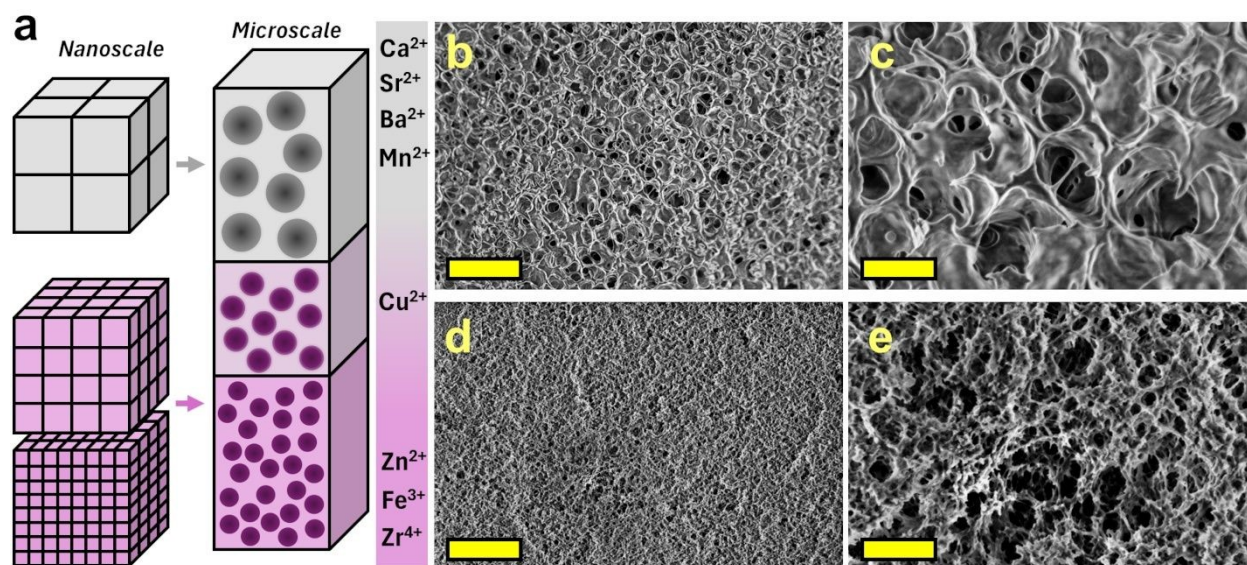 a
Nanoscale
Microscale
Ca²⁺
Sr²⁺
Ba²⁺
Mn²⁺
Cu²⁺
Zn²⁺
Fe³⁺
Zr⁴⁺
b
c
d
e